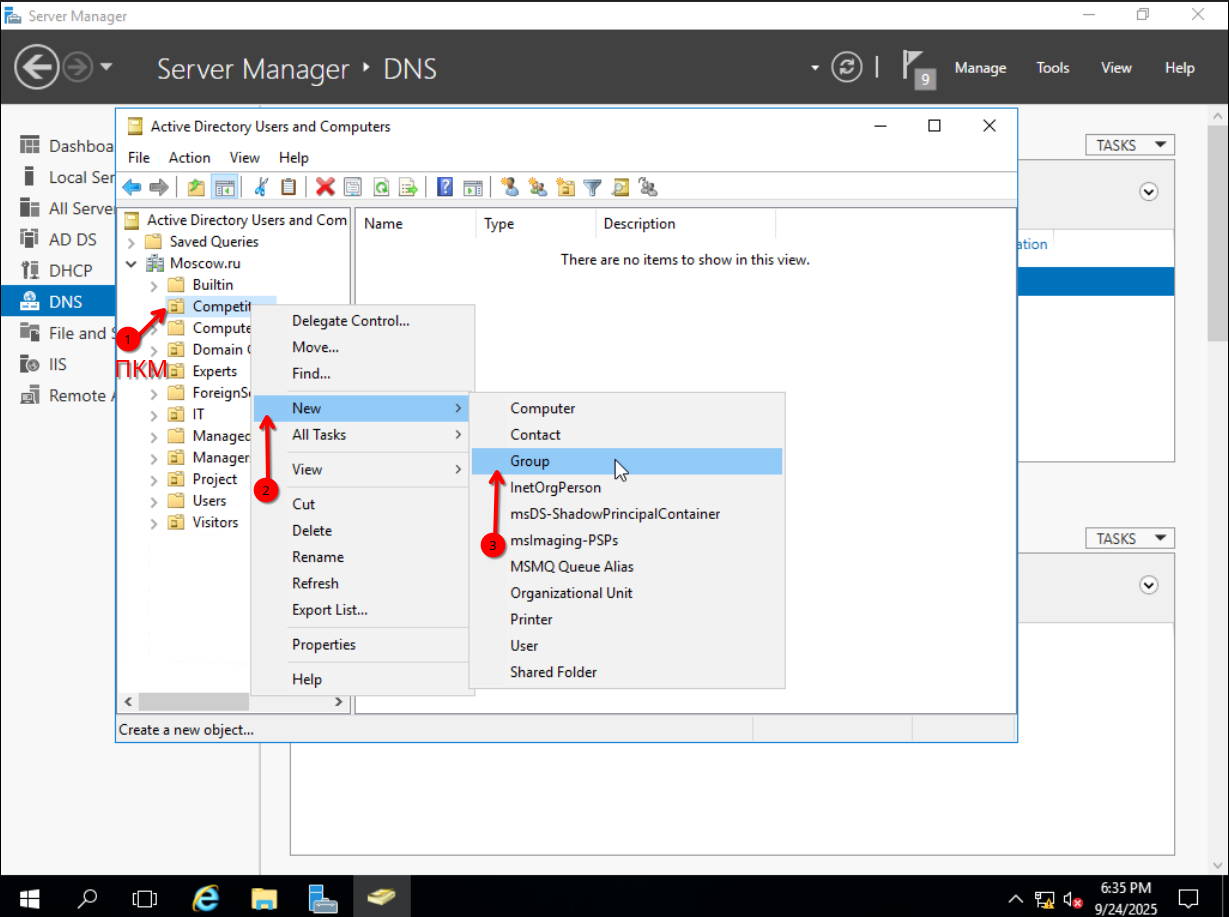 Server Manager
Server Manager ‣ DNS
9
Manage
Tools
View
Help
Dashboa
Local Ser
All Server
AD DS
DHCP
DNS
File and S
IIS
Remote A
TASKS
ation
TASKS
Active Directory Users and Computers
File
Action
View
Help
Active Directory Users and Com
Saved Queries
Moscow.ru
Builtin
Competit
Compute
Domain C
Experts
ForeignSe
IT
Managed
Manager
Project
Users
Visitors
1
ПКМ
Name
Type
Description
There are no items to show in this view.
Delegate Control...
Move...
Find...
New
All Tasks
View
Cut
Delete
Rename
Refresh
Export List...
Properties
Help
2
Computer
Contact
Group
InetOrgPerson
msDS-ShadowPrincipalContainer
msImaging-PSPs
MSMQ Queue Alias
Organizational Unit
Printer
User
Shared Folder
3
Create a new object...
6:35 PM
9/24/2025